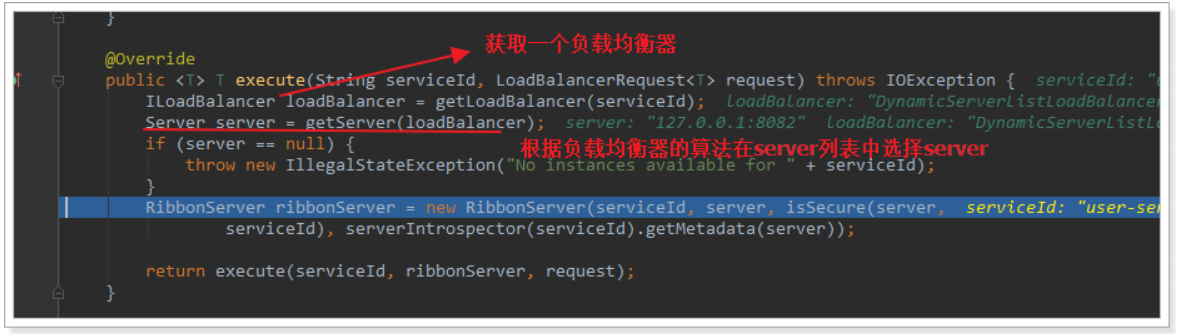 }
获取一个负载均衡器
@Override
public <T> T execute(String serviceId, LoadBalancerRequest<T> request) throws IOException {  serviceId: "u
ILoadBalancer loadBalancer = getLoadBalancer(serviceId);  loadBalancer: "DynamicServerListLoadBalancer
Server server = getServer(loadBalancer);  server: "127.0.0.1:8082"  loadBalancer: "DynamicServerListLo
if (server == null) {
根据负载均衡器的算法在server列表中选择server
throw new IllegalStateException("No instances available for " + serviceId);
}
RibbonServer ribbonServer = new RibbonServer(serviceId, server, isSecure(server,  serviceId: "user-ser
serviceId), serverIntrospector(serviceId).getMetadata(server));
return execute(serviceId, ribbonServer, request);
}